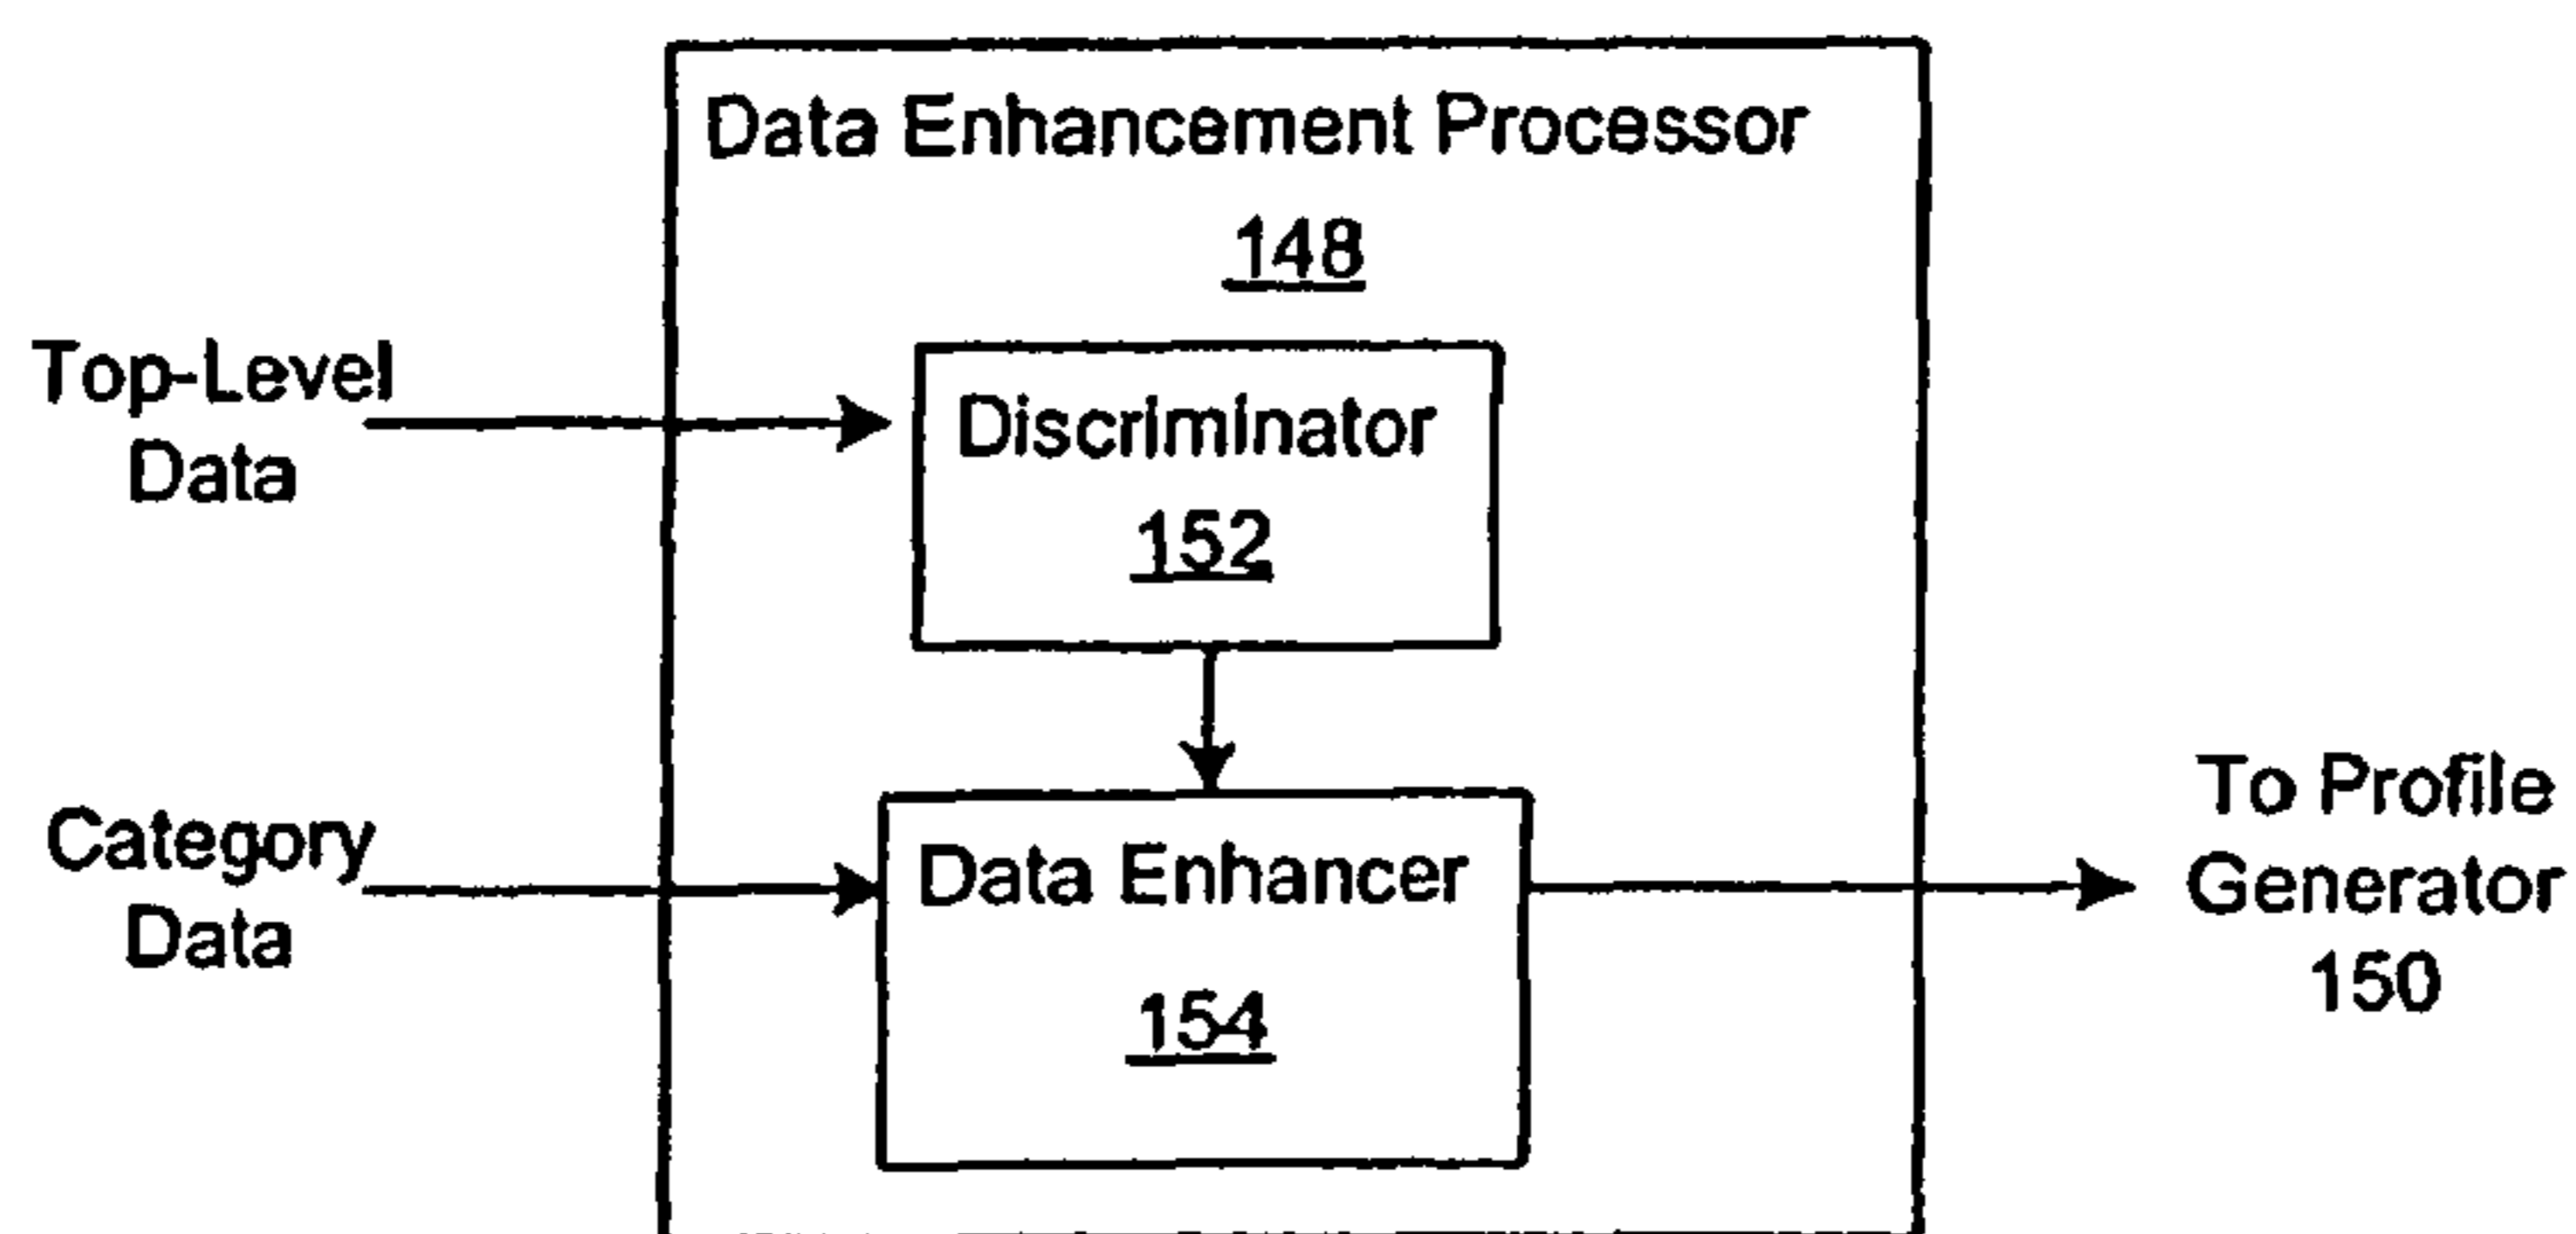 Data Enhancement Processor
148
Top-Level
Data
Discriminator
152
Category
Data
Data Enhancer
154
To Profile
Generator
150